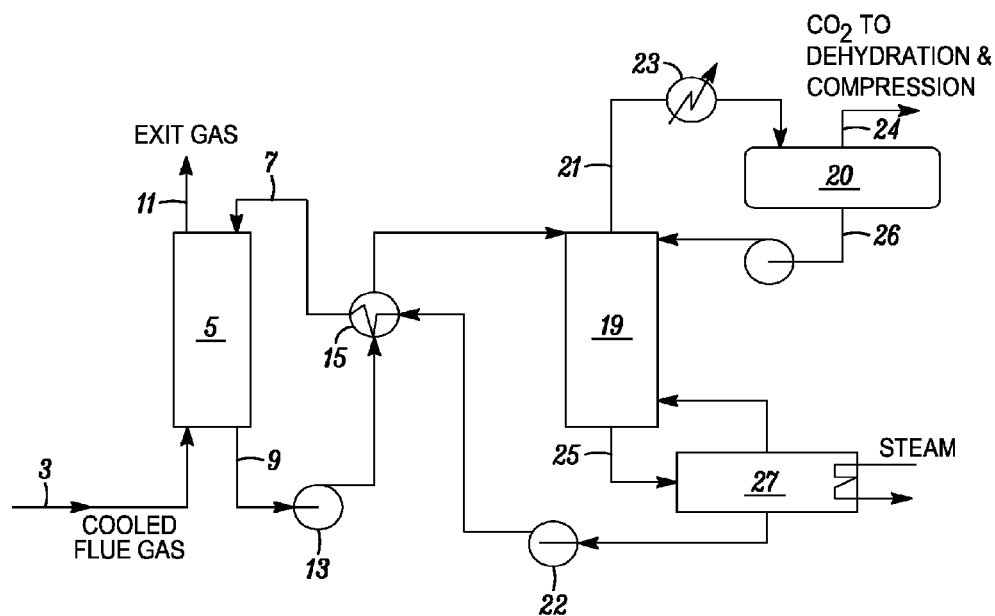 CO₂ TO
DEHYDRATION &
COMPRESSION
23
24
EXIT GAS
7
21
20
11
26
5
15
19
3
9
25
STEAM
27
COOLED
FLUE GAS
13
22